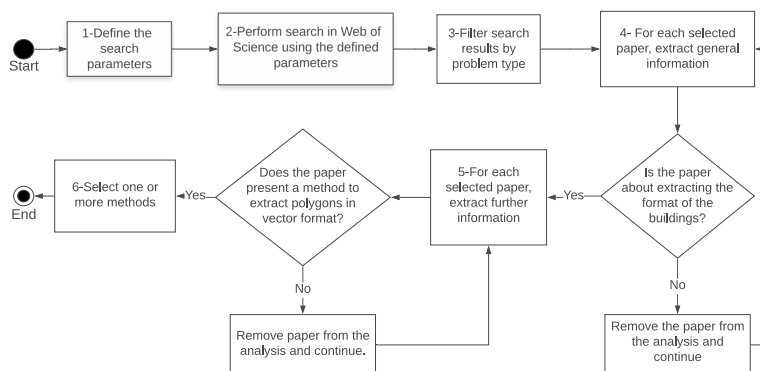 Start
1-Define the
search
parameters
2-Perform search in Web of
Science using the defined
parameters
3-Filter search
results by
problem type
4- For each selected
paper, extract general
information
Is the paper
about extracting the
format of the
buildings?
Yes
No
Remove the paper from
the analysis and
continue
5-For each
selected paper,
extract further
information
Does the paper
present a method to
extract polygons in
vector format?
Yes
No
Remove paper from the
analysis and continue.
6-Select one or
more methods
End